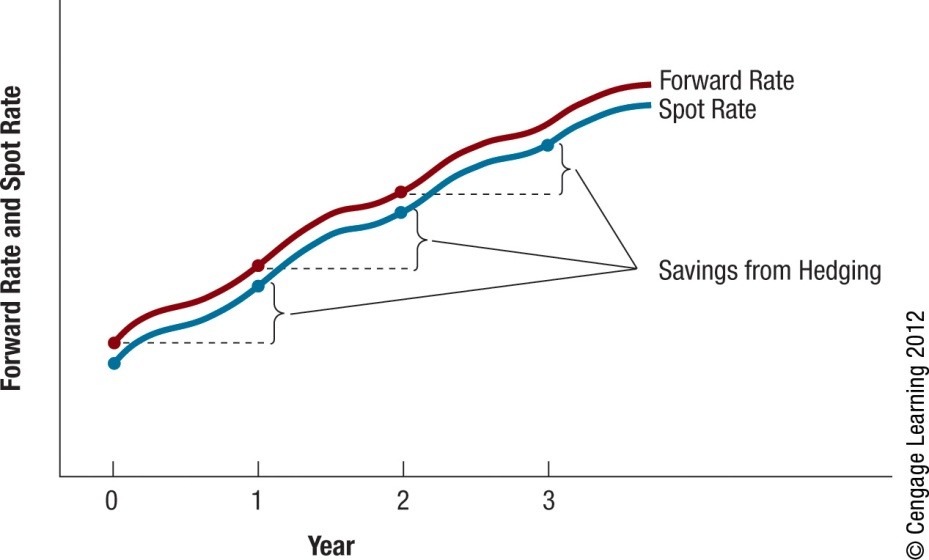 Forward Rate and Spot Rate
Forward Rate
Spot Rate
Savings from Hedging
0 1 2 3
Year
© Cengage Learning 2012